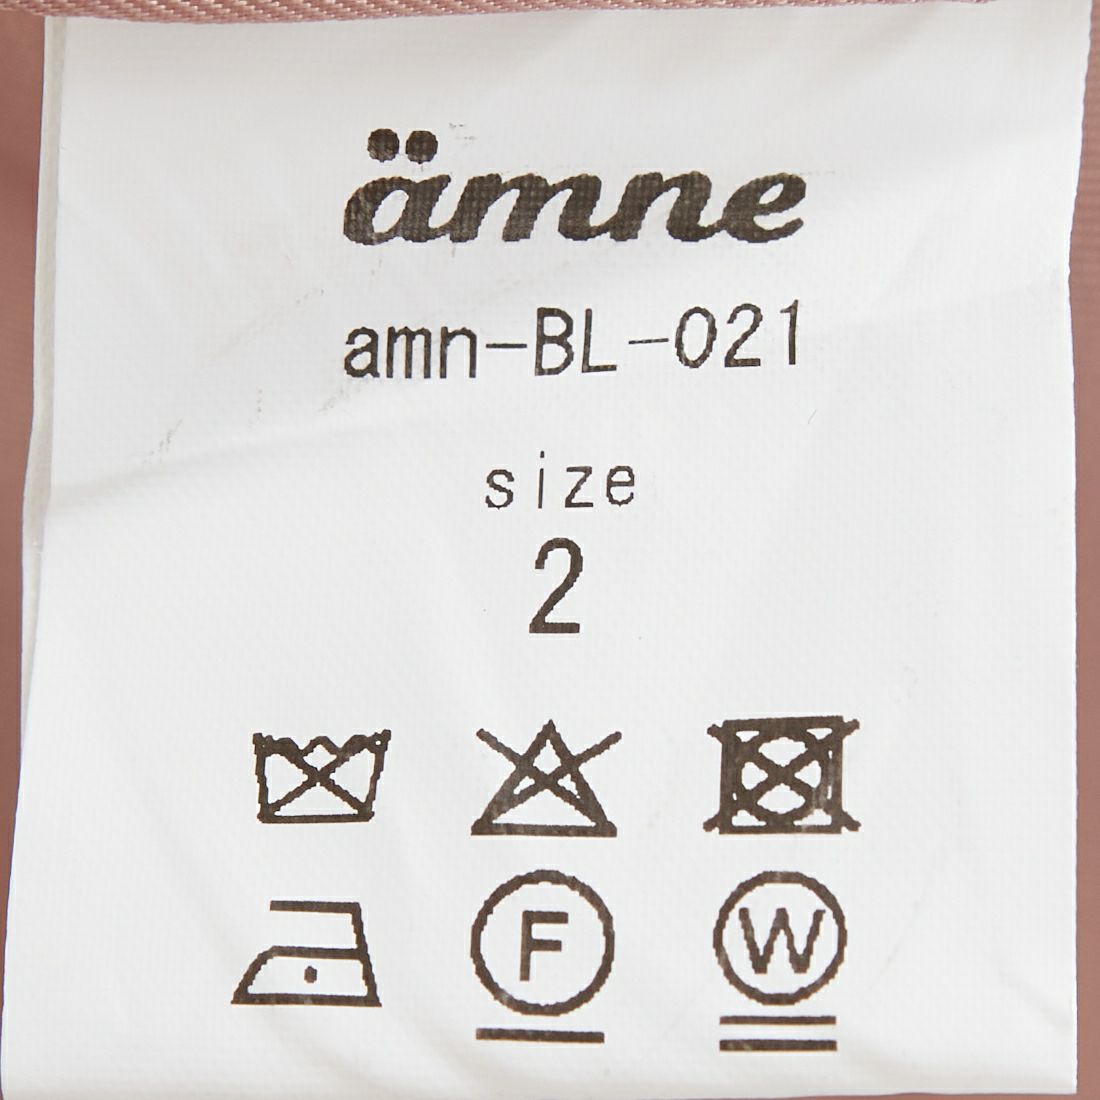 ämne
amn-BL-021
size
2
F W